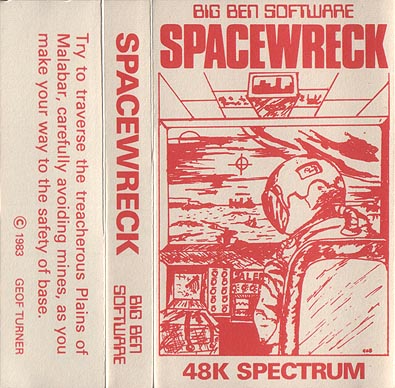 Try to traverse the treacherous Plains of
Malabar, carefully avoiding mines, as you
make your way to the safety of base.
© 1983 GEOF TURNER
SPACEWRECK
BIG BEN
SOFTWARE
BIG BEN SOFTWARE
SPACEWRECK
48K SPECTRUM